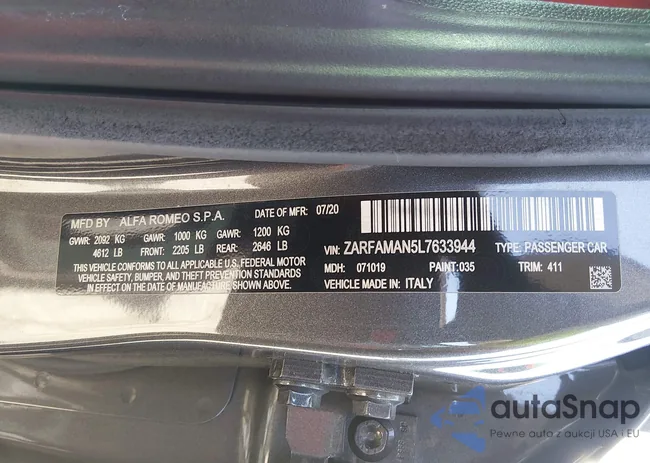 MFD BY ALFA ROMEO S.P.A. DATE OF MFR: 07/20
GVWR: 2092 KG GAWR: 1000 KG GAWR: 1200 KG
4612 LB FRONT: 2205 LB REAR: 2646 LB
THIS VEHICLE CONFORMS TO ALL APPLICABLE U.S. FEDERAL MOTOR
VEHICLE SAFETY, BUMPER, AND THEFT PREVENTION STANDARDS
IN EFFECT ON THE DATE OF MANUFACTURE SHOWN ABOVE.
VIN: ZARFAMAN5L7633944 TYPE: PASSENGER CAR
MDH: 071019 PAINT: 035 TRIM: 411
VEHICLE MADE IN: ITALY
autaSnap
Pewne auta z aukcji USA i EU